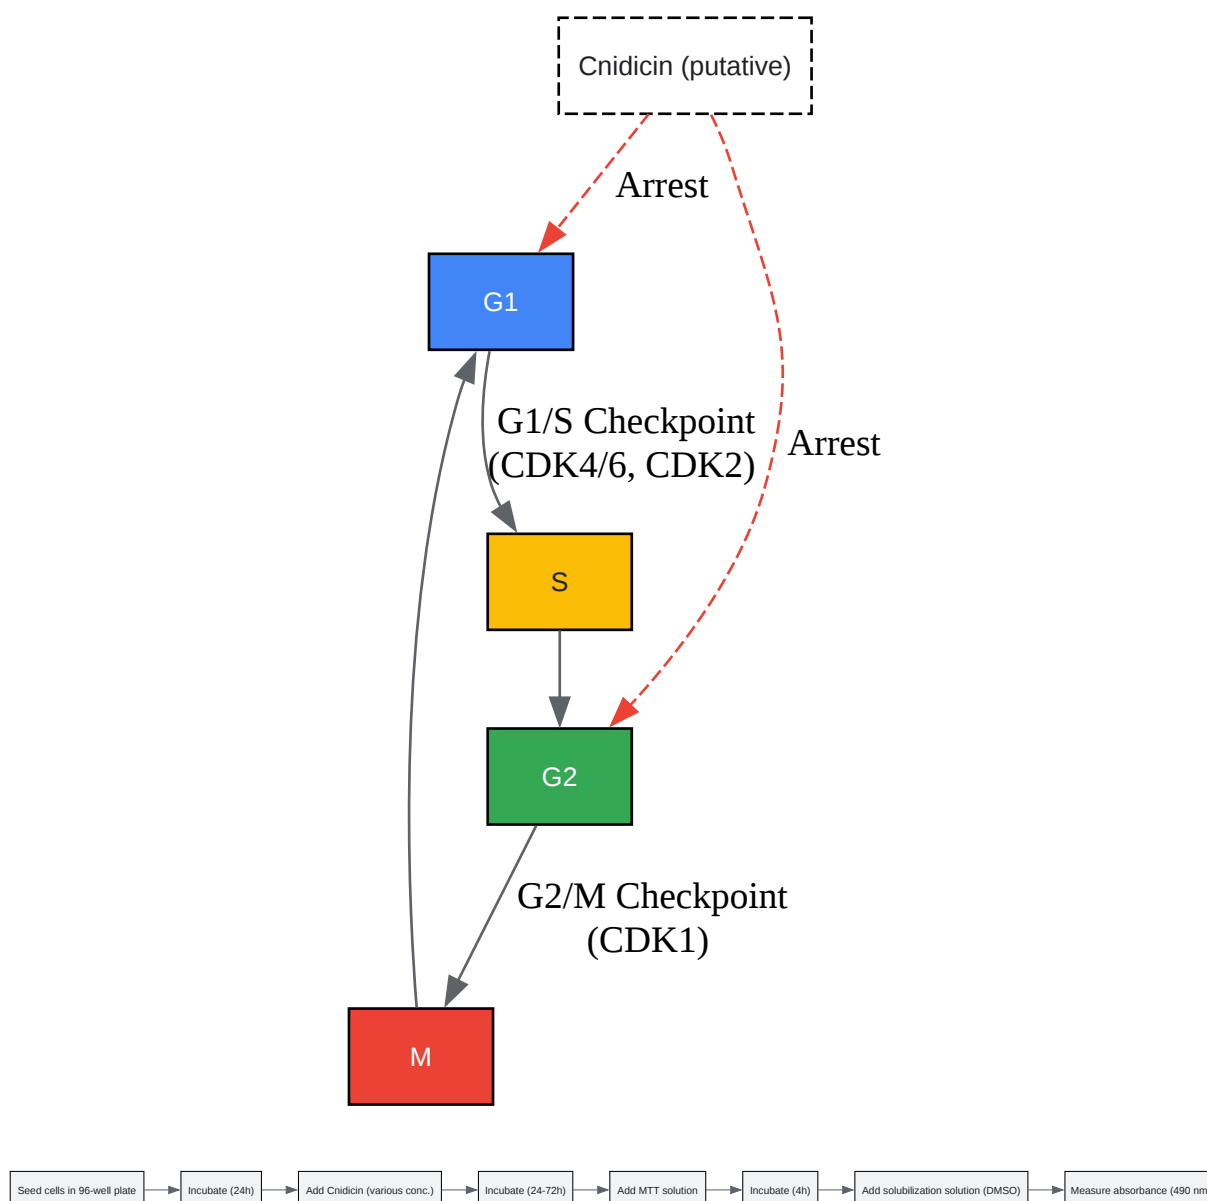 Cnidicin (putative)
Arrest
G1
G1/S Checkpoint
(CDK4/6, CDK2)
Arrest
S
G2
G2/M Checkpoint
(CDK1)
M
Seed cells in 96-well plate
Incubate (24h)
Add Cnidicin (various conc.)
Incubate (24-72h)
Add MTT solution
Incubate (4h)
Add solubilization solution (DMSO)
Measure absorbance (490 nm